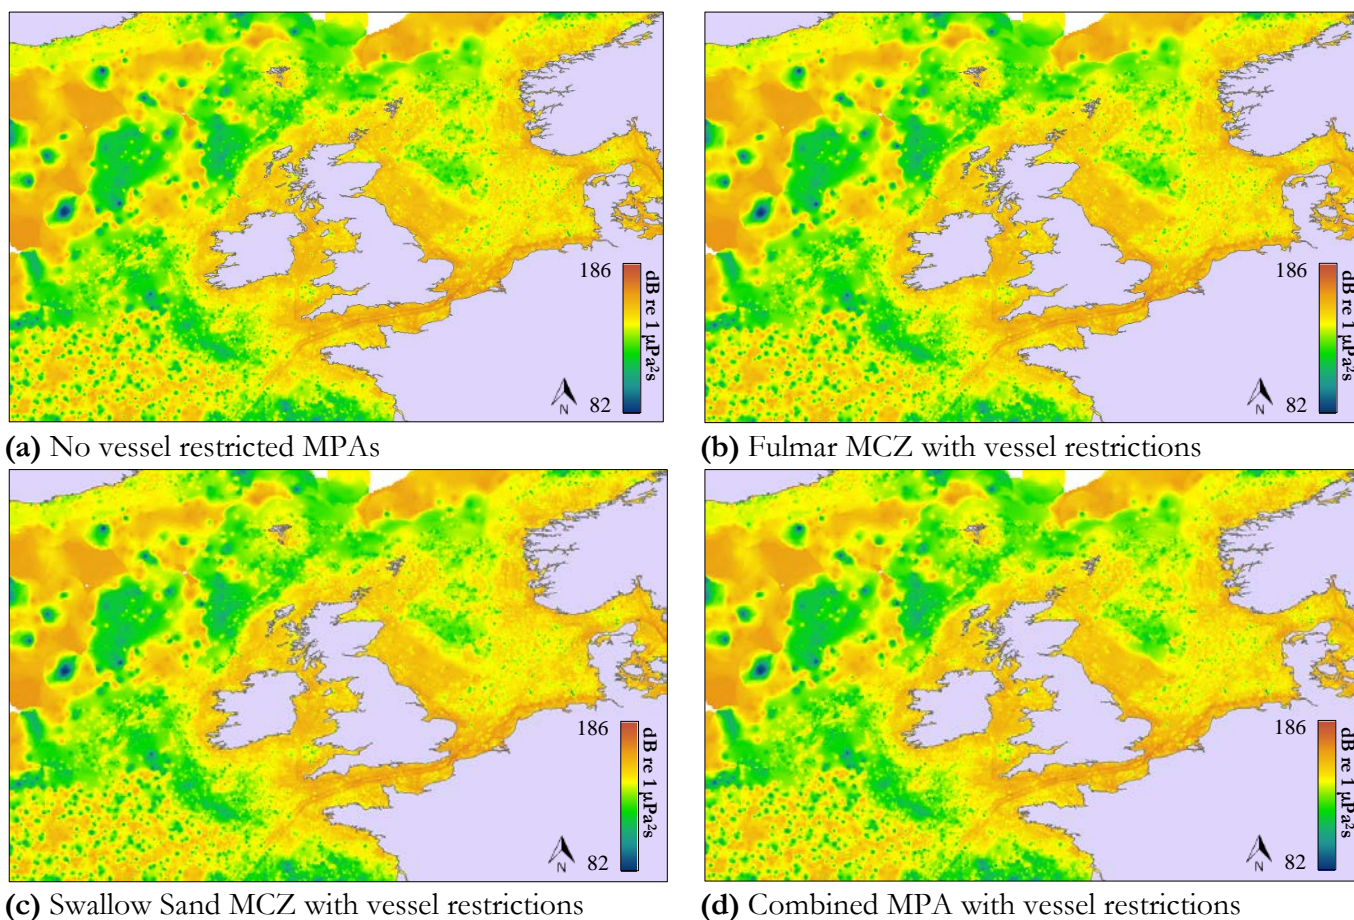 186
dB re 1 µPa²s
82
N
(a) No vessel restricted MPAs
186
dB re 1 µPa²s
82
N
(b) Fulmar MCZ with vessel restrictions
186
dB re 1 µPa²s
82
N
(c) Swallow Sand MCZ with vessel restrictions
186
dB re 1 µPa²s
82
N
(d) Combined MPA with vessel restrictions